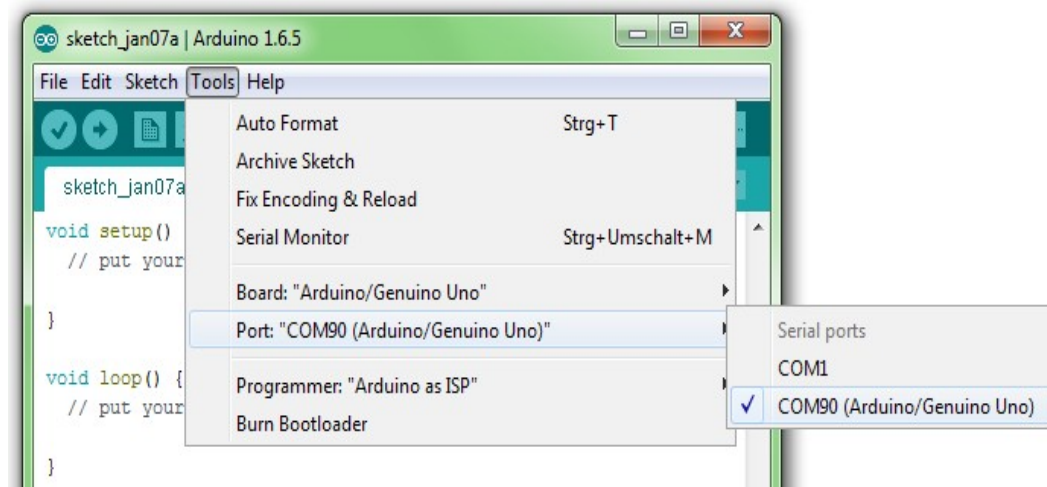 sketch_jan07a | Arduino 1.6.5
File Edit Sketch Tools Help
Auto Format Strg+T
Archive Sketch
Fix Encoding & Reload
Serial Monitor Strg+Umschalt+M
Board: "Arduino/Genuino Uno"
Port: "COM90 (Arduino/Genuino Uno)"
Programmer: "Arduino as ISP"
Burn Bootloader
Serial ports
COM1
COM90 (Arduino/Genuino Uno)
sketch_jan07a
void setup()
// put your
}
void loop() {
// put your
}